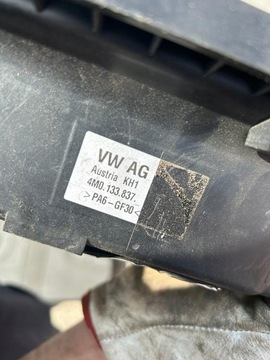 VW AG
Austria KH1
4M0.133.837.
>PA6-GF30<